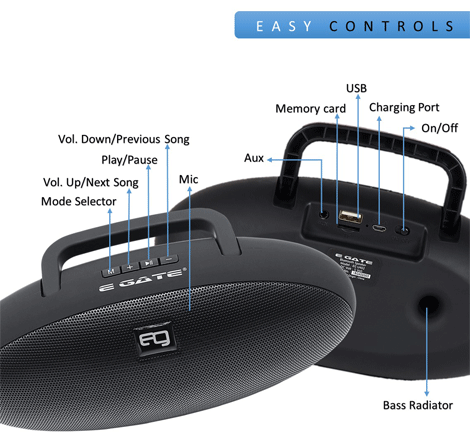 EASY CONTROLS
USB
Memory card
Charging Port
On/Off
Vol. Down/Previous Song
Play/Pause
Aux
Vol. Up/Next Song
Mic
Mode Selector
M + −
E GATE
E GATE
Bass Radiator